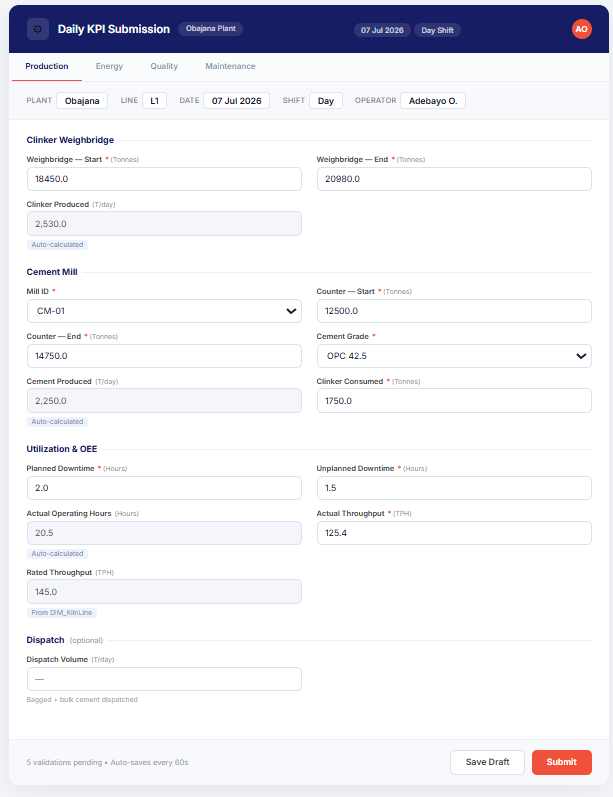 Daily KPI Submission Obajana Plant 07 Jul 2026 Day Shift AO
Production Energy Quality Maintenance
PLANT Obajana LINE L1 DATE 07 Jul 2026 SHIFT Day OPERATOR Adebayo O.
Clinker Weighbridge
Weighbridge — Start * (Tonnes) Weighbridge — End * (Tonnes)
18450.0 20980.0
Clinker Produced (T/day)
2,530.0
Auto-calculated
Cement Mill
Mill ID * Counter — Start * (Tonnes)
CM-01 12500.0
Counter — End * (Tonnes) Cement Grade *
14750.0 OPC 42.5
Cement Produced (T/day) Clinker Consumed * (Tonnes)
2,250.0 1750.0
Auto-calculated
Utilization & OEE
Planned Downtime * (Hours) Unplanned Downtime * (Hours)
2.0 1.5
Actual Operating Hours (Hours) Actual Throughput * (TPH)
20.5 125.4
Auto-calculated
Rated Throughput (TPH)
145.0
From DIM_KilnLine
Dispatch (optional)
Dispatch Volume (T/day)
—
Bagged + bulk cement dispatched
5 validations pending • Auto-saves every 60s Save Draft Submit